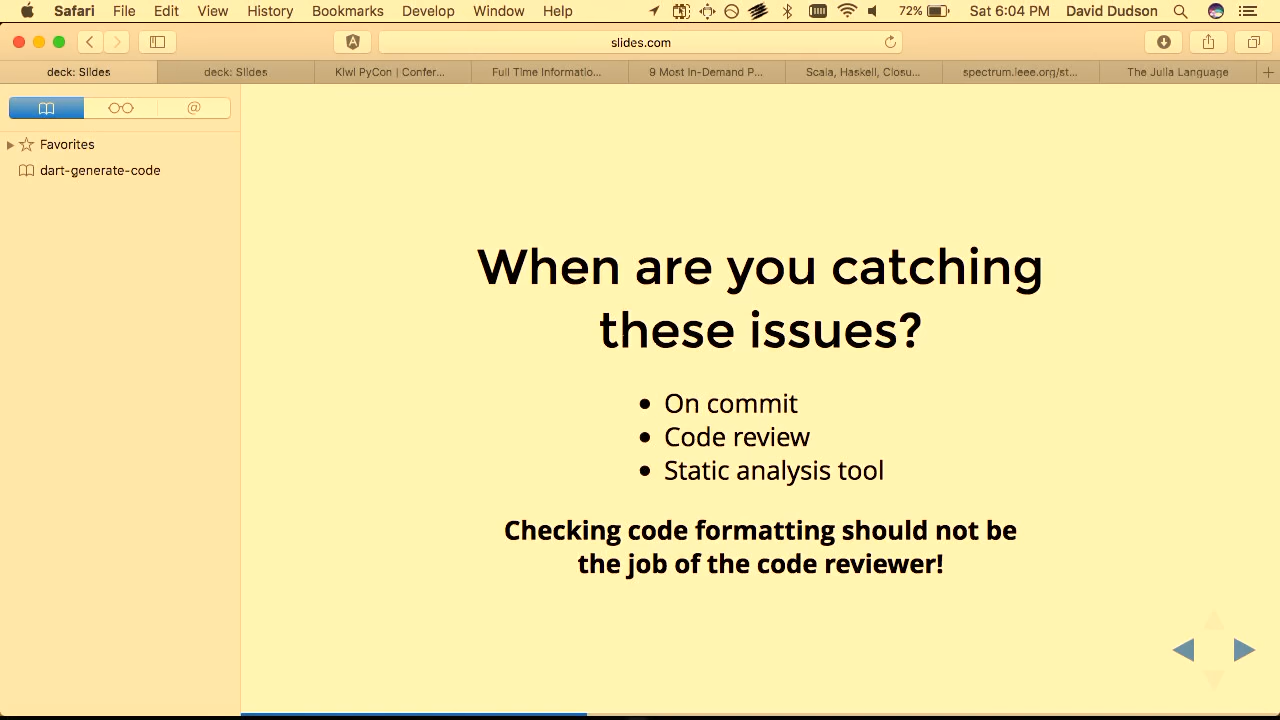 Safari File Edit View History Bookmarks Develop Window Help 72% Sat 6:04 PM David Dudson
slides.com
deck: Slides deck: Slides Kiwi PyCon | Confer... Full Time Informatio... 9 Most In-Demand P... Scala, Haskell, Closu... spectrum.ieee.org/st... The Julia Language +
@
Favorites
dart-generate-code
When are you catching
these issues?
• On commit
• Code review
• Static analysis tool
Checking code formatting should not be
the job of the code reviewer!